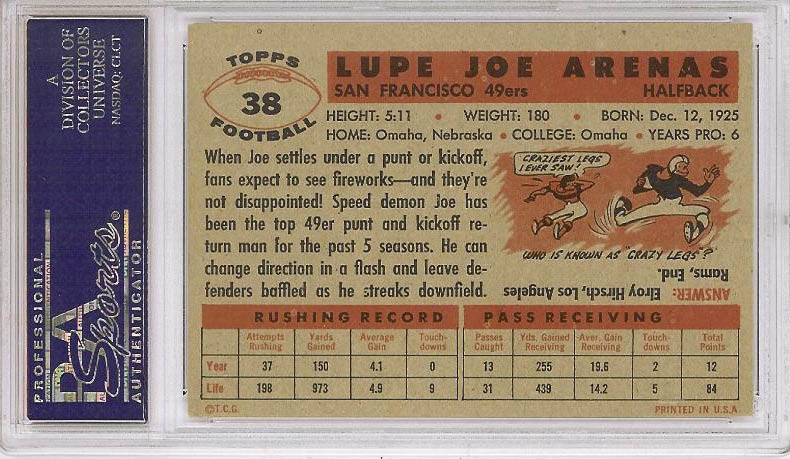 A
DIVISION OF
COLLECTORS
UNIVERSE
NASDAQ: CLCT
PROFESSIONAL
PSA
Sports®
AUTHENTICATOR
TOPPS
38
FOOTBALL
LUPE JOE ARENAS
SAN FRANCISCO 49ers HALFBACK
HEIGHT: 5:11 • WEIGHT: 180 • BORN: Dec. 12, 1925
HOME: Omaha, Nebraska • COLLEGE: Omaha • YEARS PRO: 6
When Joe settles under a punt or kickoff,
fans expect to see fireworks—and they're
not disappointed! Speed demon Joe has
been the top 49er punt and kickoff re-
turn man for the past 5 seasons. He can
change direction in a flash and leave de-
fenders baffled as he streaks downfield.
CRAZIEST LEGS
I EVER SAW!
WHO IS KNOWN AS "CRAZY LEGS"?
ANSWER: Elroy Hirsch, Los Angeles
Rams, End.
RUSHING RECORD PASS RECEIVING
Attempts Rushing Yards Gained Average Gain Touch-downs Passes Caught Yds. Gained Receiving Aver. Gain Receiving Touch-downs Total Points
Year 37 150 4.1 0 13 255 19.6 2 12
Life 198 973 4.9 9 31 439 14.2 5 84
©T.C.G. PRINTED IN U.S.A.